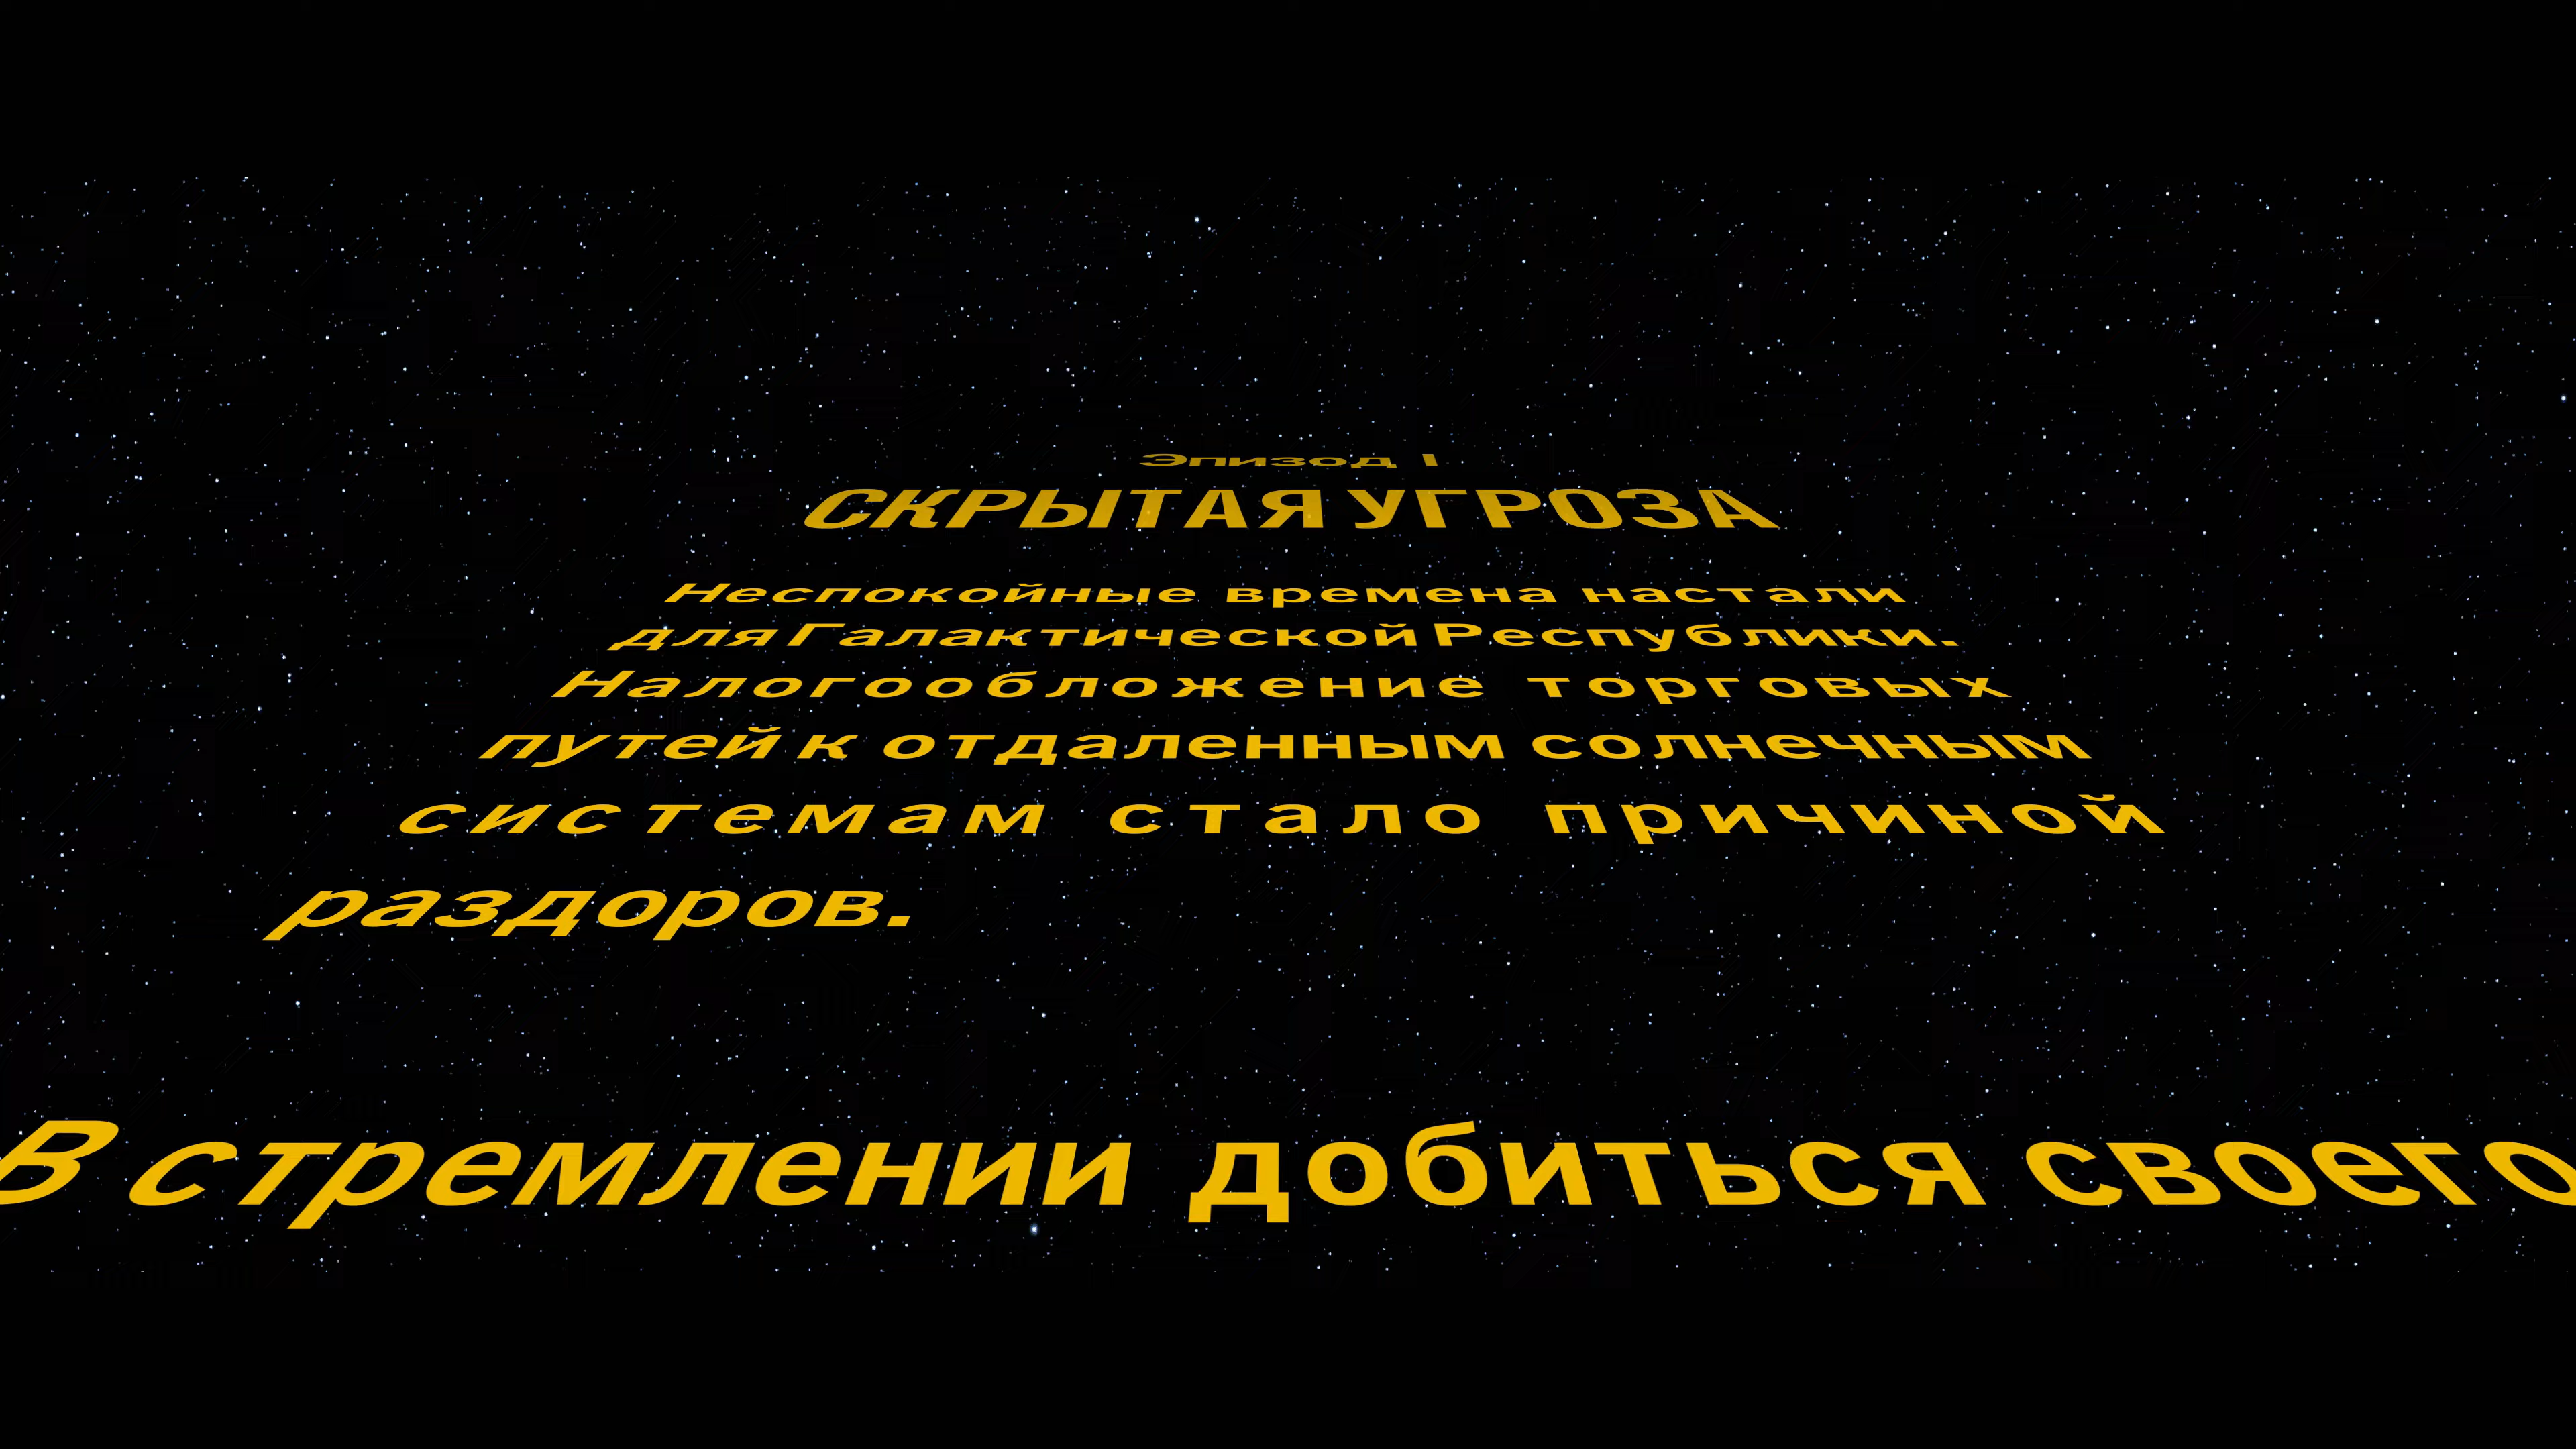 Эпизод I
СКРЫТАЯ УГРОЗА
Неспокойные времена настали
для Галактической Республики.
Налогообложение торговых
путей к отдаленным солнечным
системам стало причиной
раздоров.
В стремлении добиться своего